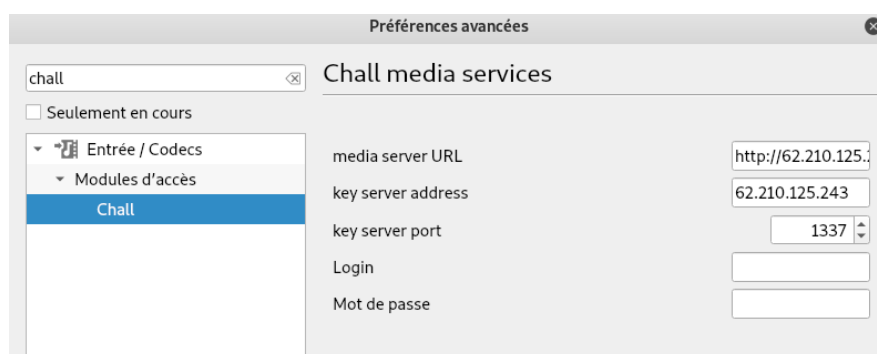 Préférences avancées
chall
Chall media services
Seulement en cours
Entrée / Codecs
Modules d'accès
Chall
media server URL
http://62.210.125.
key server address
62.210.125.243
key server port
1337
Login
Mot de passe